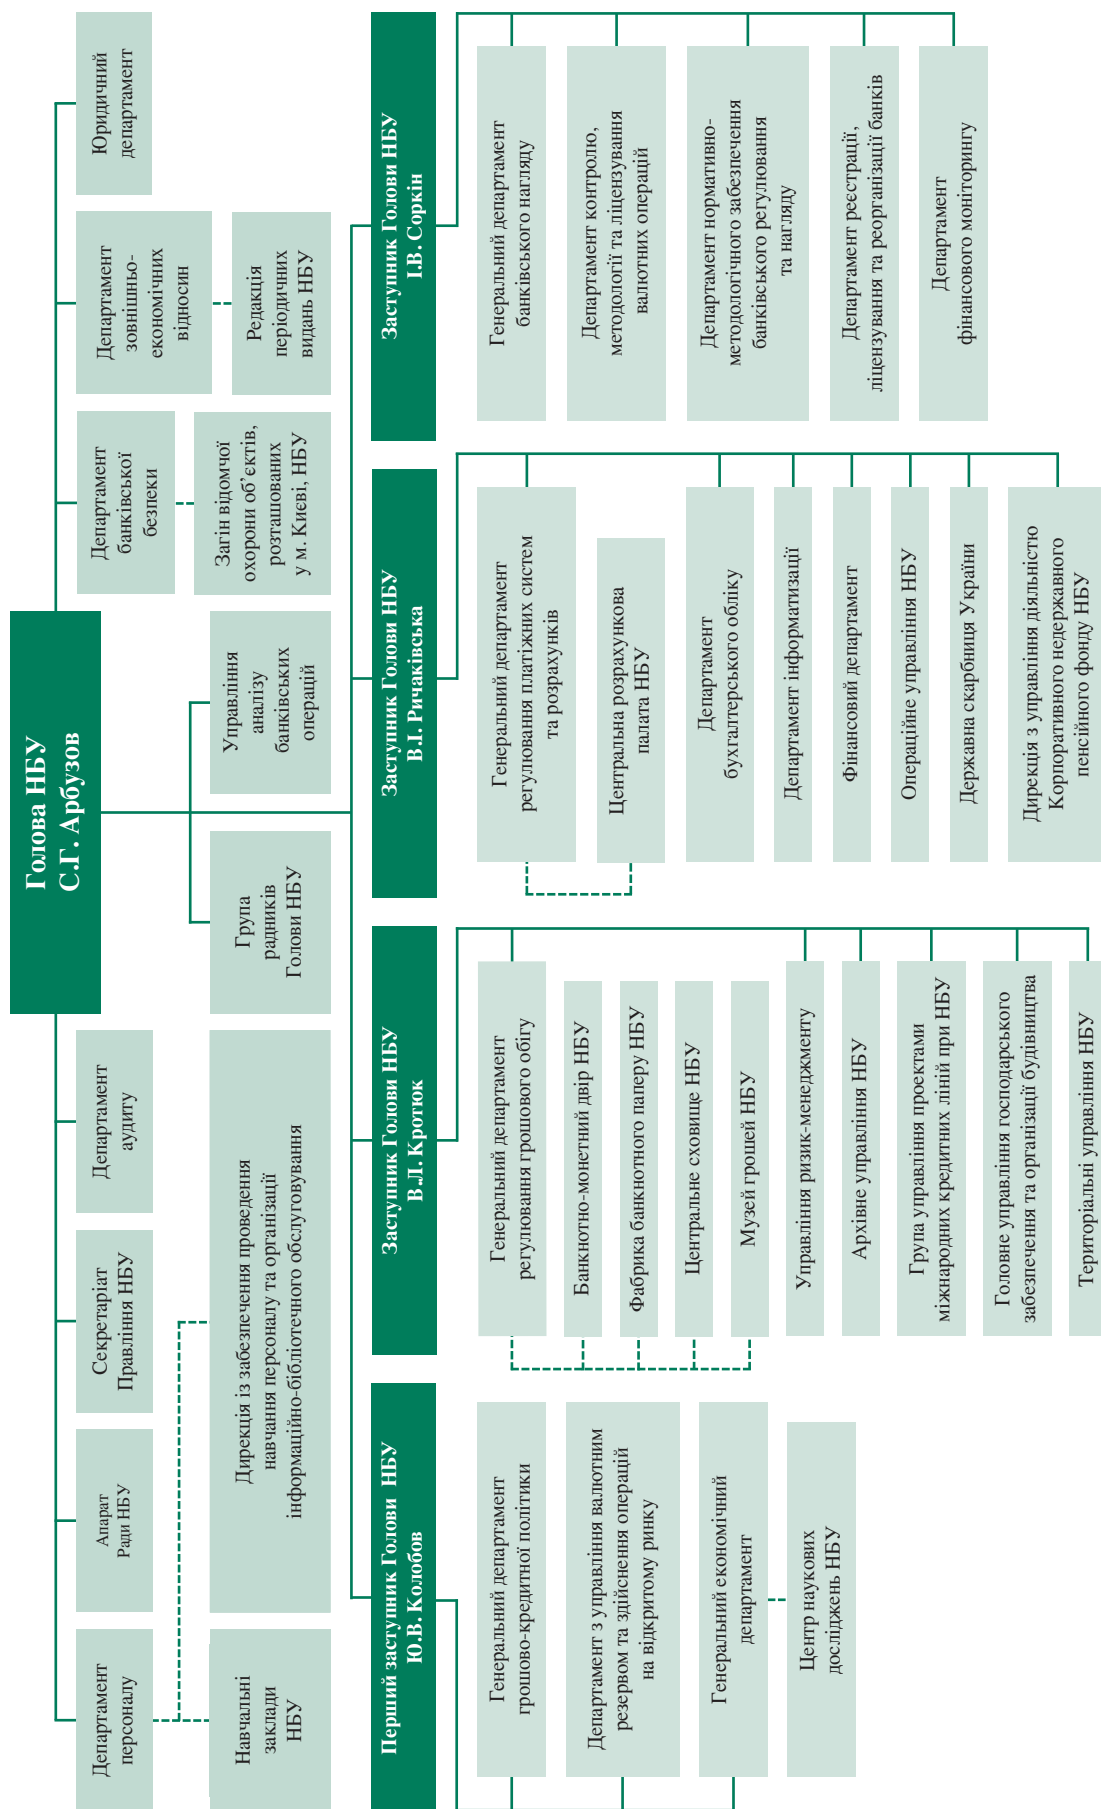 Голова НБУ
С.Г. Арбузов
Департамент
персоналу
Апарат
Ради НБУ
Секретаріат
Правління НБУ
Департамент
аудиту
Департамент
банківської
безпеки
Департамент
зовнішньо-
економічних
відносин
Юридичний
департамент
Навчальні
заклади
НБУ
Дирекція із забезпечення проведення
навчання персоналу та організації
інформаційно-бібліотечного обслуговування
Група
радників
Голови НБУ
Управління
аналізу
банківських
операцій
Загін відомчої
охорони об’єктів,
розташованих
у м. Києві, НБУ
Редакція
періодичних
видань НБУ
Перший заступник Голови НБУ
Ю.В. Колобов
Генеральний департамент
грошово-кредитної політики
Департамент з управління валютним
резервом та здійснення операцій
на відкритому ринку
Генеральний економічний
департамент
Центр наукових
досліджень НБУ
Заступник Голови НБУ
В.Л. Кротюк
Генеральний департамент
регулювання грошового обігу
Банкнотно-монетний двір НБУ
Фабрика банкнотного паперу НБУ
Центральне сховище НБУ
Музей грошей НБУ
Управління ризик-менеджменту
Архівне управління НБУ
Група управління проектами
міжнародних кредитних ліній при НБУ
Головне управління господарського
забезпечення та організації будівництва
Територіальні управління НБУ
Заступник Голови НБУ
В.І. Ричаківська
Генеральний департамент
регулювання платіжних систем
та розрахунків
Центральна розрахункова
палата НБУ
Департамент
бухгалтерського обліку
Департамент інформатизації
Фінансовий департамент
Операційне управління НБУ
Державна скарбниця України
Дирекція з управління діяльністю
Корпоративного недержавного
пенсійного фонду НБУ
Заступник Голови НБУ
І.В. Соркін
Генеральний департамент
банківського нагляду
Департамент контролю,
методології та ліцензування
валютних операцій
Департамент нормативно-
методологічного забезпечення
банківського регулювання
та нагляду
Департамент реєстрації,
ліцензування та реорганізації банків
Департамент
фінансового моніторингу